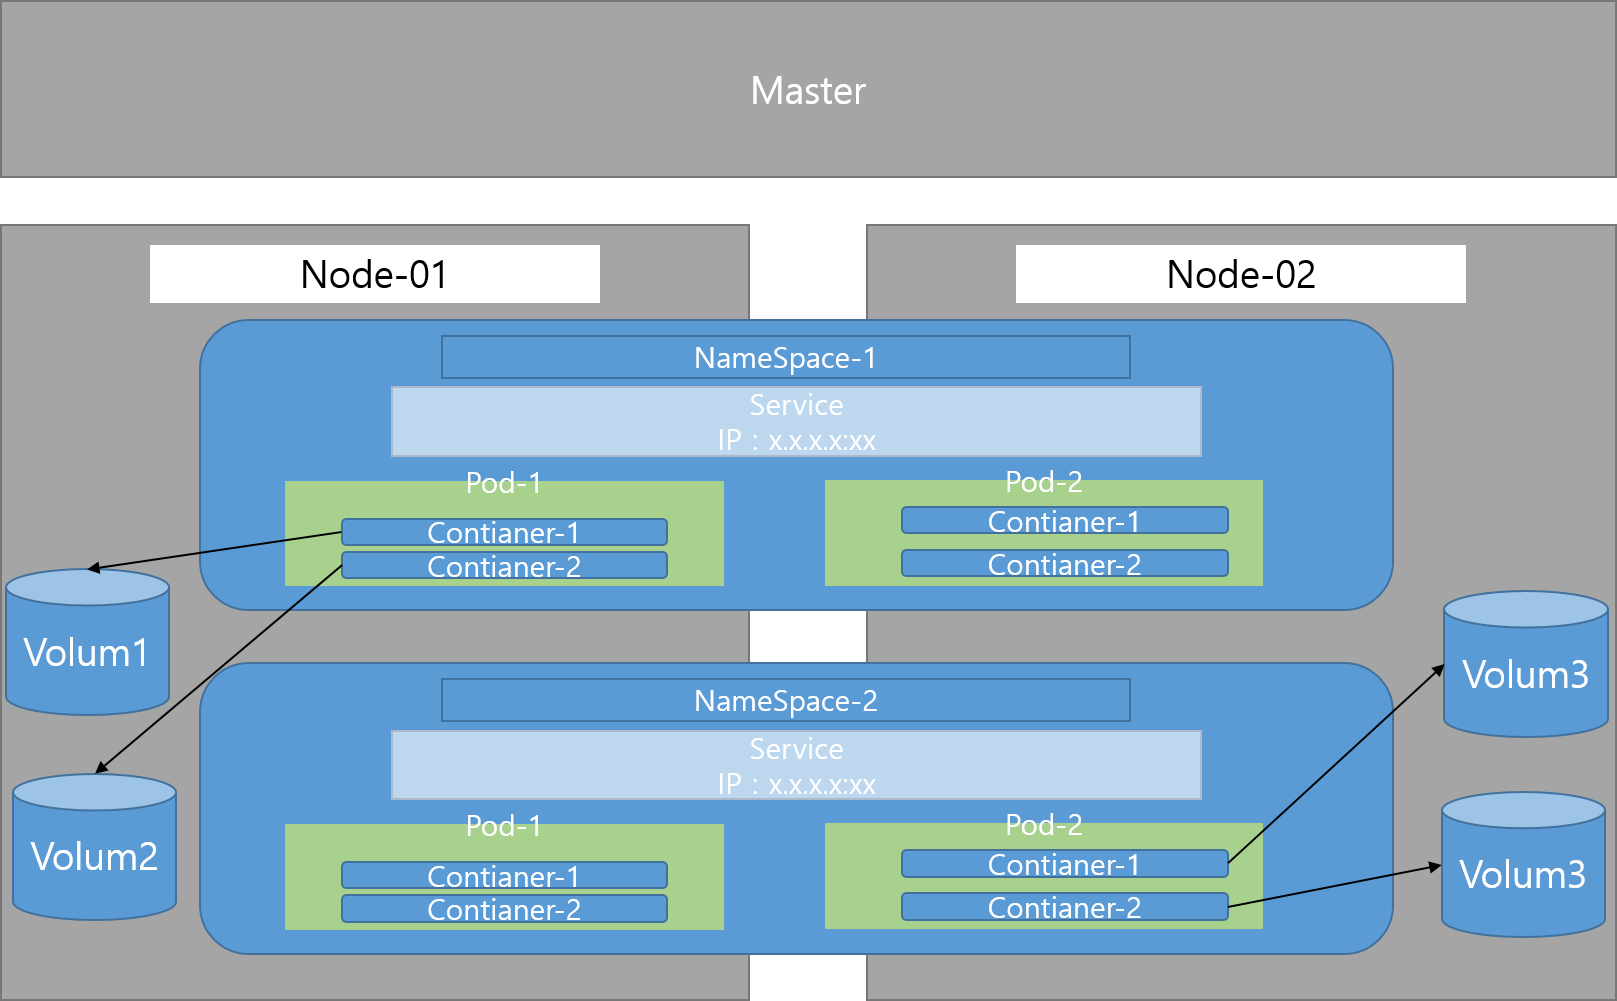 Master
Node-01
Node-02
NameSpace-1
Service
IP : x.x.x.x:xx
Pod-1
Pod-2
Contianer-1
Contianer-2
Contianer-1
Contianer-2
Volum1
Volum2
Volum3
Volum3
NameSpace-2
Service
IP : x.x.x.x:xx
Pod-1
Pod-2
Contianer-1
Contianer-2
Contianer-1
Contianer-2